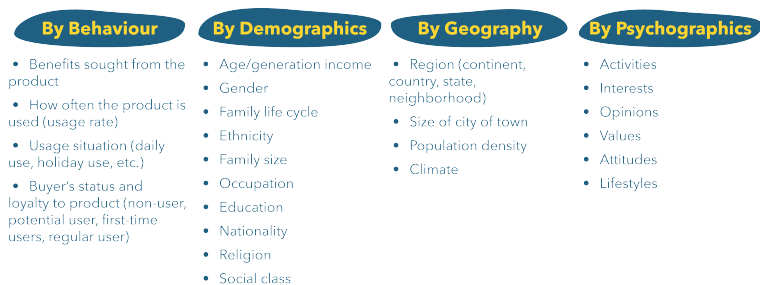 By Behaviour
• Benefits sought from the
product
• How often the product is
used (usage rate)
• Usage situation (daily
use, holiday use, etc.)
• Buyer's status and
loyalty to product (non-user,
potential user, first-time
users, regular user)
By Demographics
• Age/generation income
• Gender
• Family life cycle
• Ethnicity
• Family size
• Occupation
• Education
• Nationality
• Religion
• Social class
By Geography
• Region (continent,
country, state,
neighborhood)
• Size of city of town
• Population density
• Climate
By Psychographics
• Activities
• Interests
• Opinions
• Values
• Attitudes
• Lifestyles